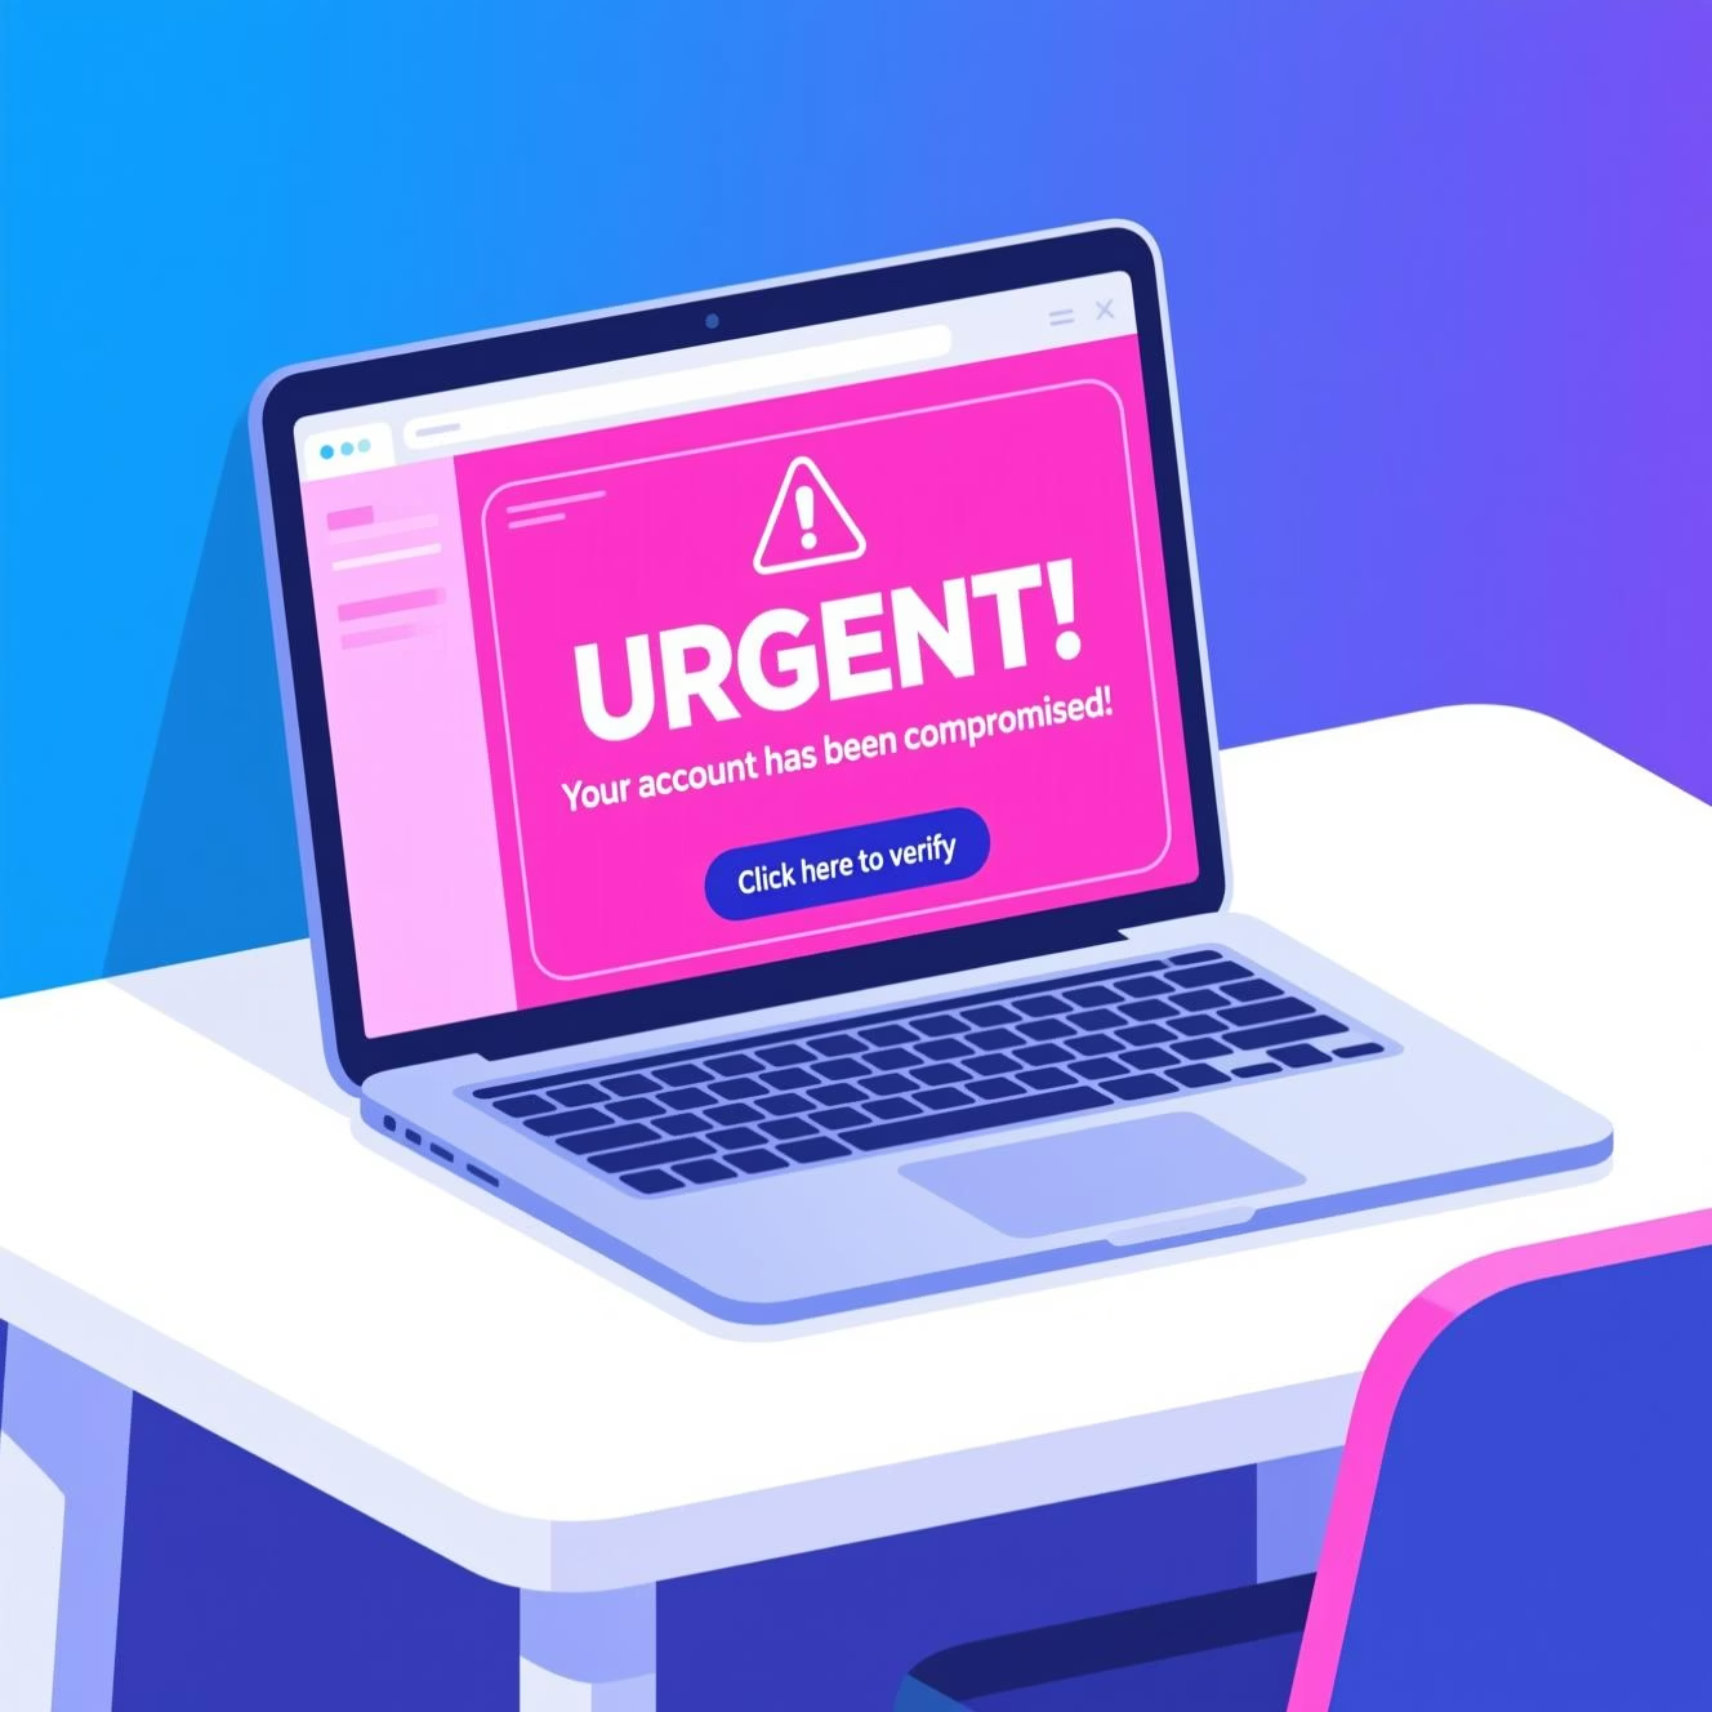 URGENT!
Your account has been compromised!
Click here to verify